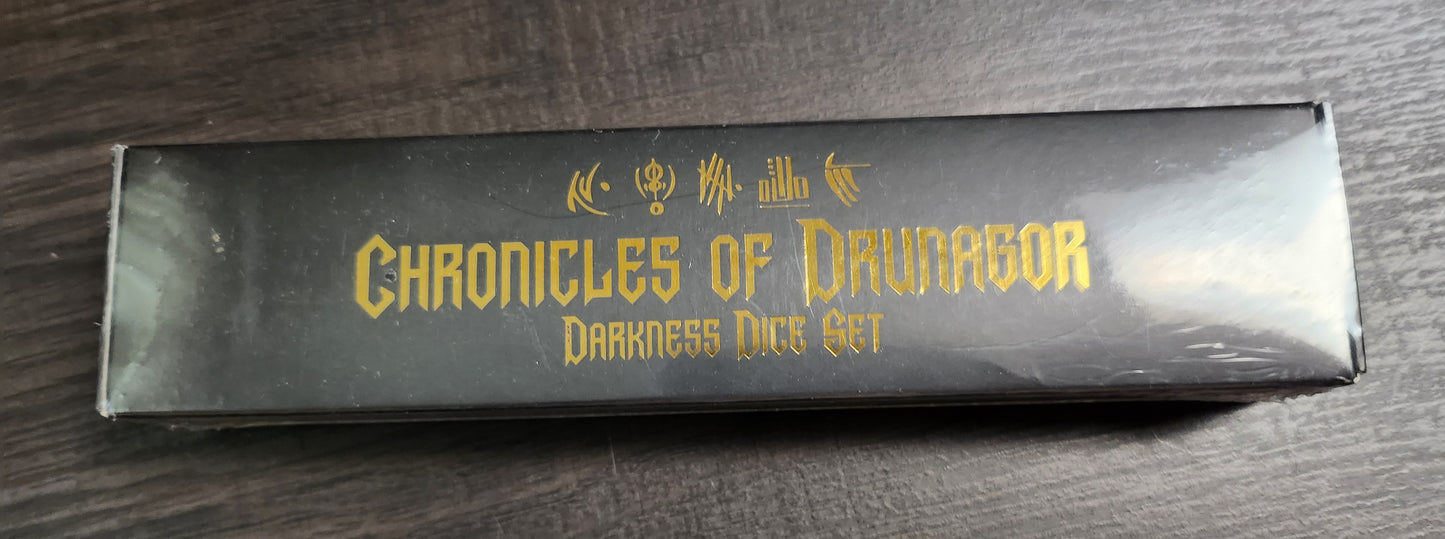 Chronicles of Drunagor
Darkness Dice Set